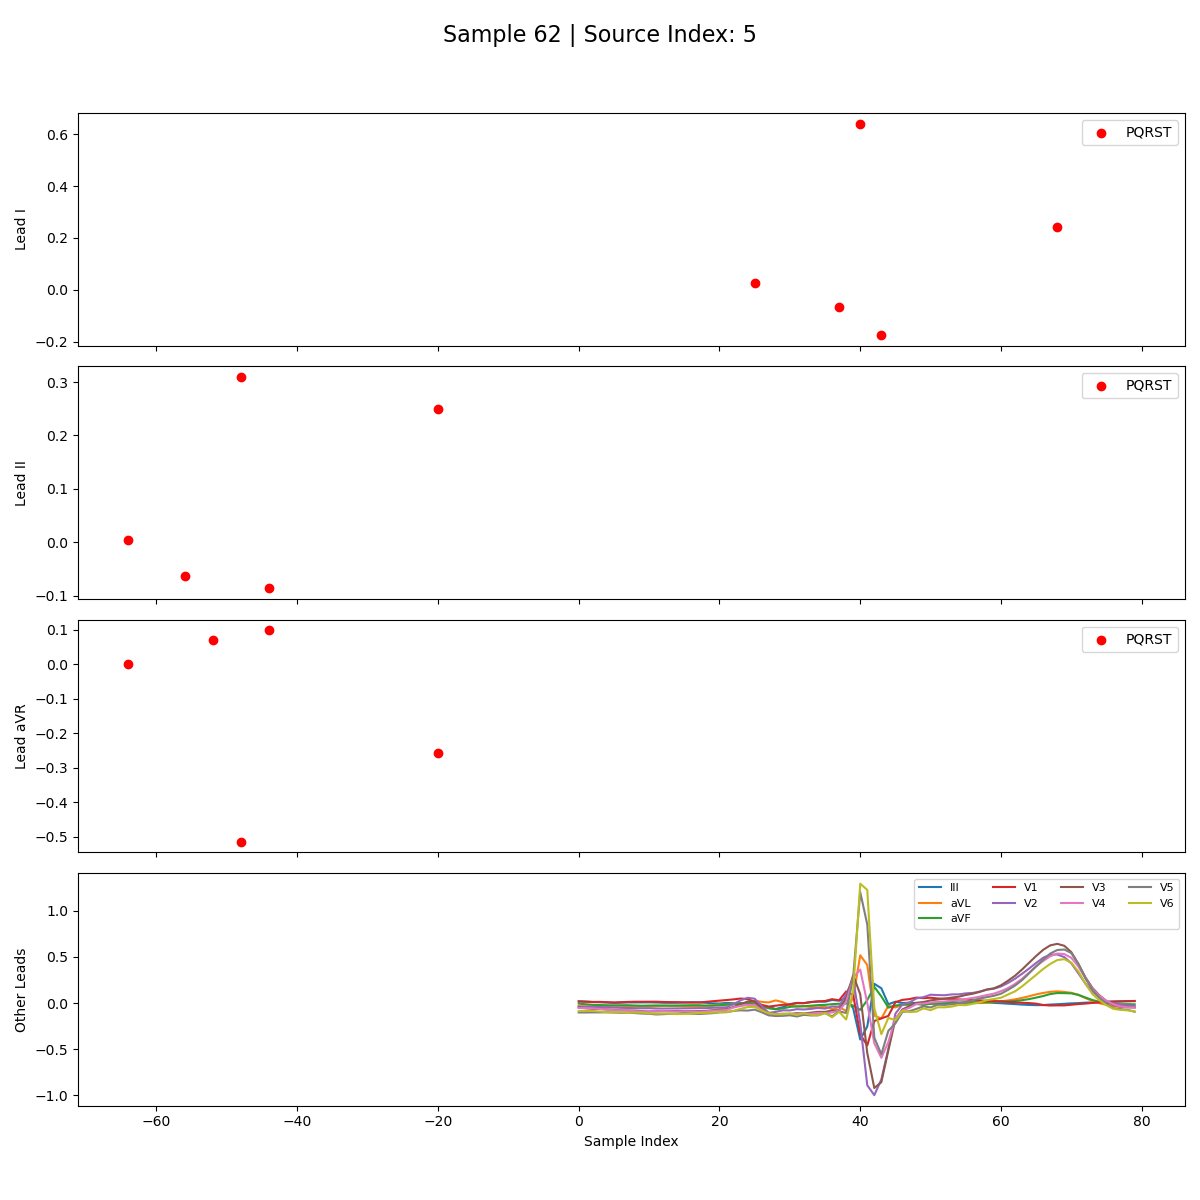 Sample 62 | Source Index: 5
PQRST
Lead I
0.6
0.4
0.2
0.0
−0.2
PQRST
Lead II
0.3
0.2
0.1
0.0
−0.1
PQRST
Lead aVR
0.1
0.0
−0.1
−0.2
−0.3
−0.4
−0.5
III V1 V3 V5
aVL V2 V4 V6
aVF
Other Leads
1.0
0.5
0.0
−0.5
−1.0
−60 −40 −20 0 20 40 60 80
Sample Index